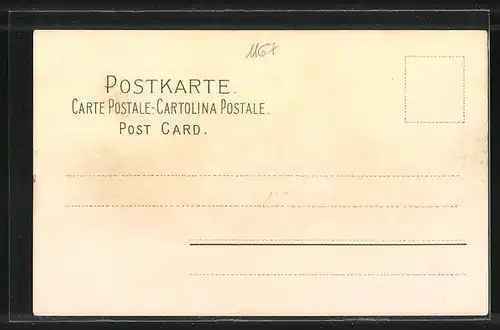 1167
POSTKARTE.
CARTE POSTALE-CARTOLINA POSTALE.
POST CARD.